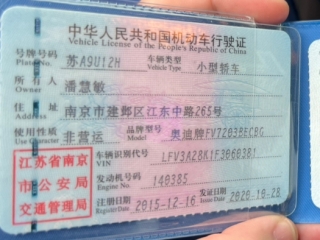 中华人民共和国机动车行驶证
Vehicle License of the People's Republic of China
号牌号码 苏A9U12H 车辆类型 小型轿车
Plate No. Vehicle Type
所有人 潘慧敏
Owner
住址 南京市建邺区江东中路265号
Address
使用性质 非营运 品牌型号 奥迪牌FV7203BECBG
Use Character Model
江苏省南京
市公安局
交通管理局
车辆识别代号 LFV3A28K1F3060381
VIN
发动机号码 140385
Engine No.
注册日期 2015-12-16 发证日期 2020-10-28
Register Date Issue Date